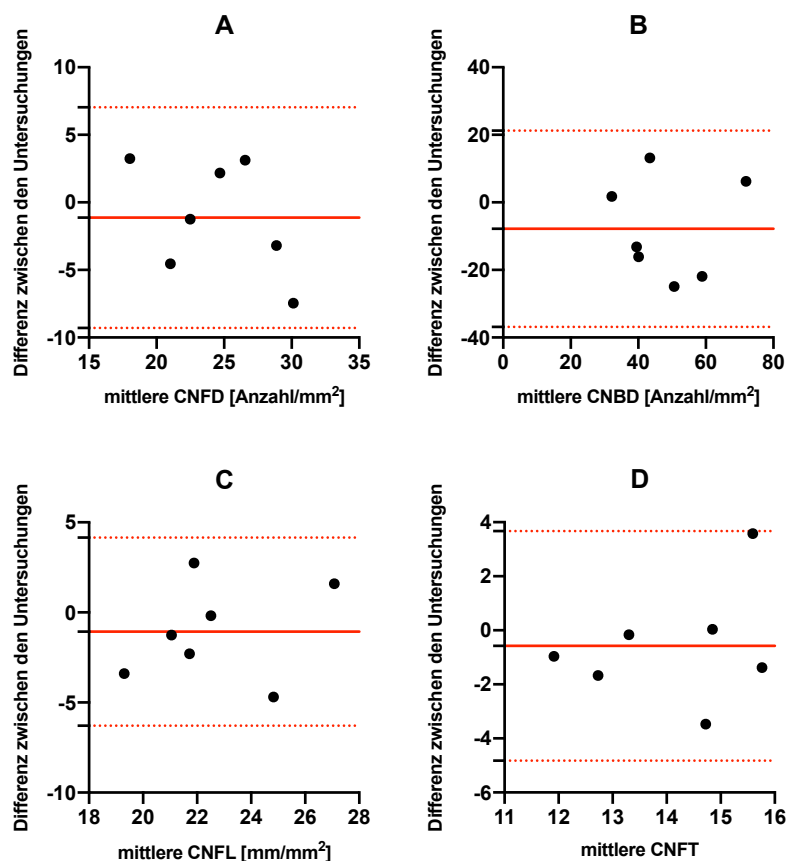 A
Differenz zwischen den Untersuchungen
10
5
0
-5
-10
15 20 25 30 35
mittlere CNFD [Anzahl/mm²]
B
Differenz zwischen den Untersuchungen
40
20
0
-20
-40
0 20 40 60 80
mittlere CNBD [Anzahl/mm²]
C
Differenz zwischen den Untersuchungen
5
0
-5
-10
18 20 22 24 26 28
mittlere CNFL [mm/mm²]
D
Differenz zwischen den Untersuchungen
4
2
0
-2
-4
-6
11 12 13 14 15 16
mittlere CNFT